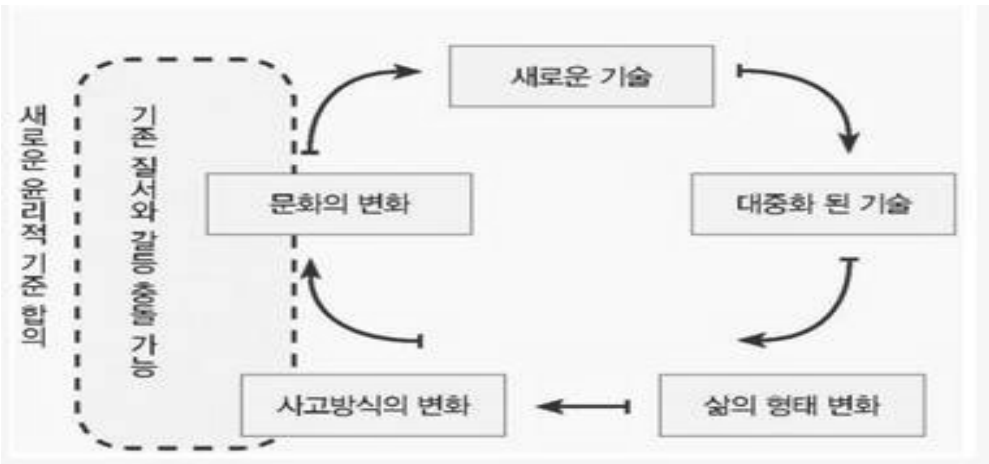 새로운 윤리적 기준 합의
기존 질서와 갈등 충돌 가능
새로운 기술
대중화 된 기술
삶의 형태 변화
사고방식의 변화
문화의 변화